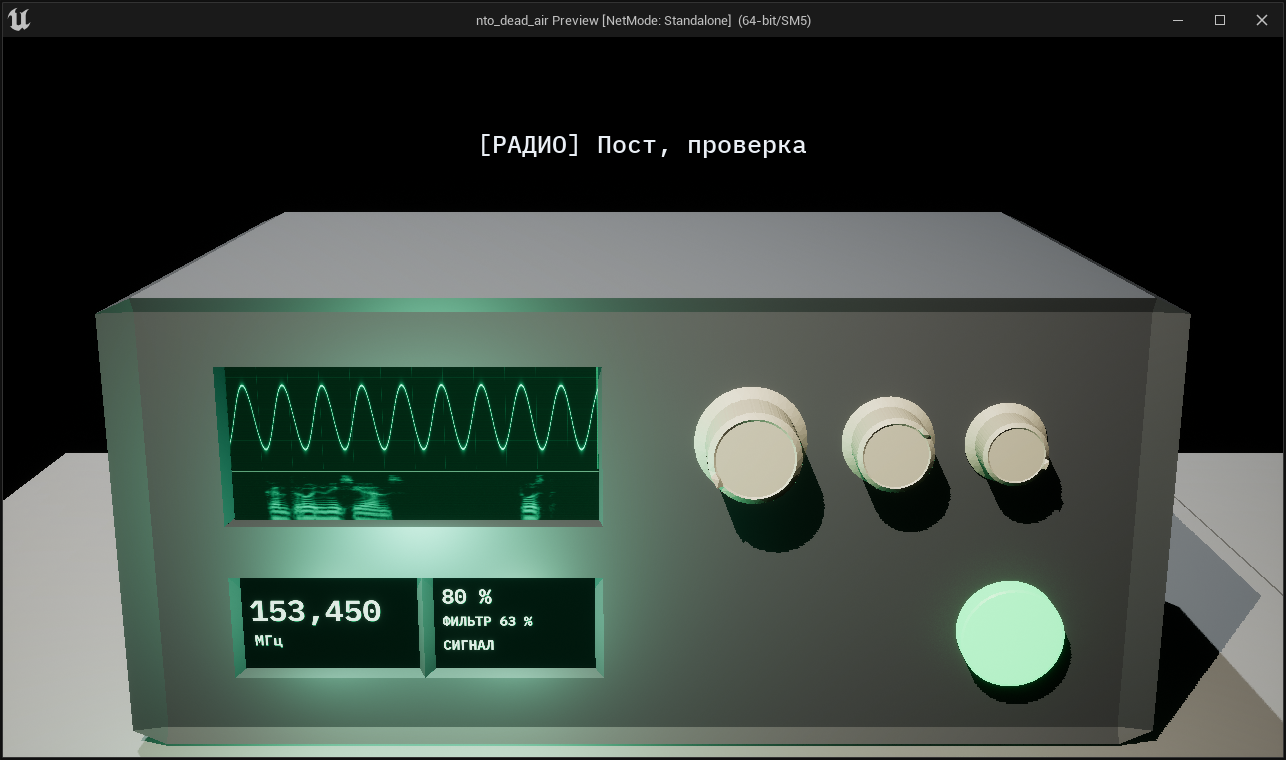 nto_dead_air Preview [NetMode: Standalone] (64-bit/SM5)
[РАДИО] Пост, проверка
153,450
МГц
80 %
ФИЛЬТР 63 %
СИГНАЛ